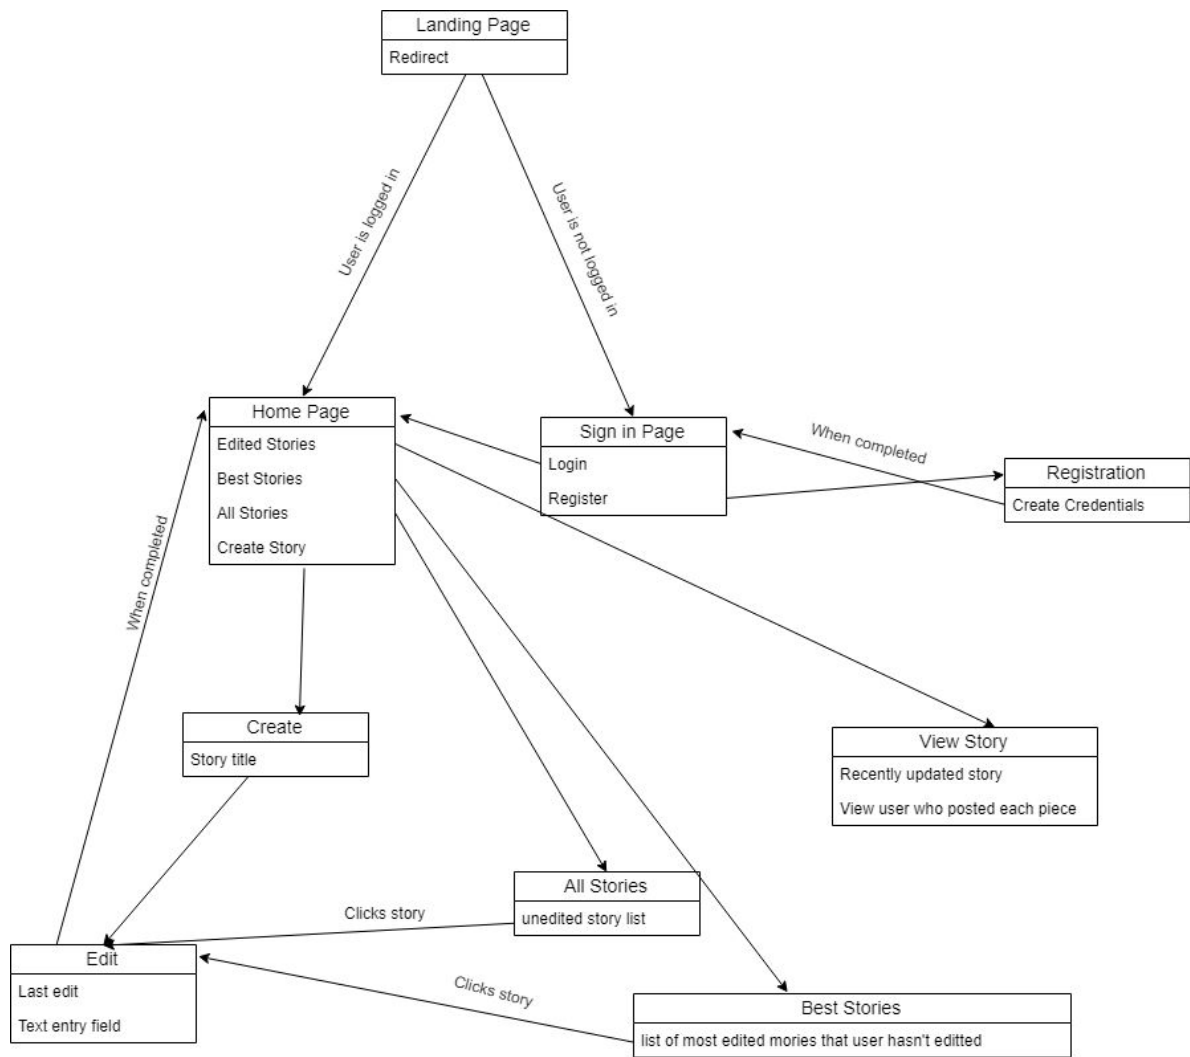 Landing Page
Redirect
User is logged in
User is not logged in
Home Page
Edited Stories
Best Stories
All Stories
Create Story
Sign in Page
Login
Register
When completed
Registration
Create Credentials
When completed
Create
Story title
View Story
Recently updated story
View user who posted each piece
All Stories
unedited story list
Clicks story
Edit
Last edit
Text entry field
Clicks story
Best Stories
list of most edited mories that user hasn't editted